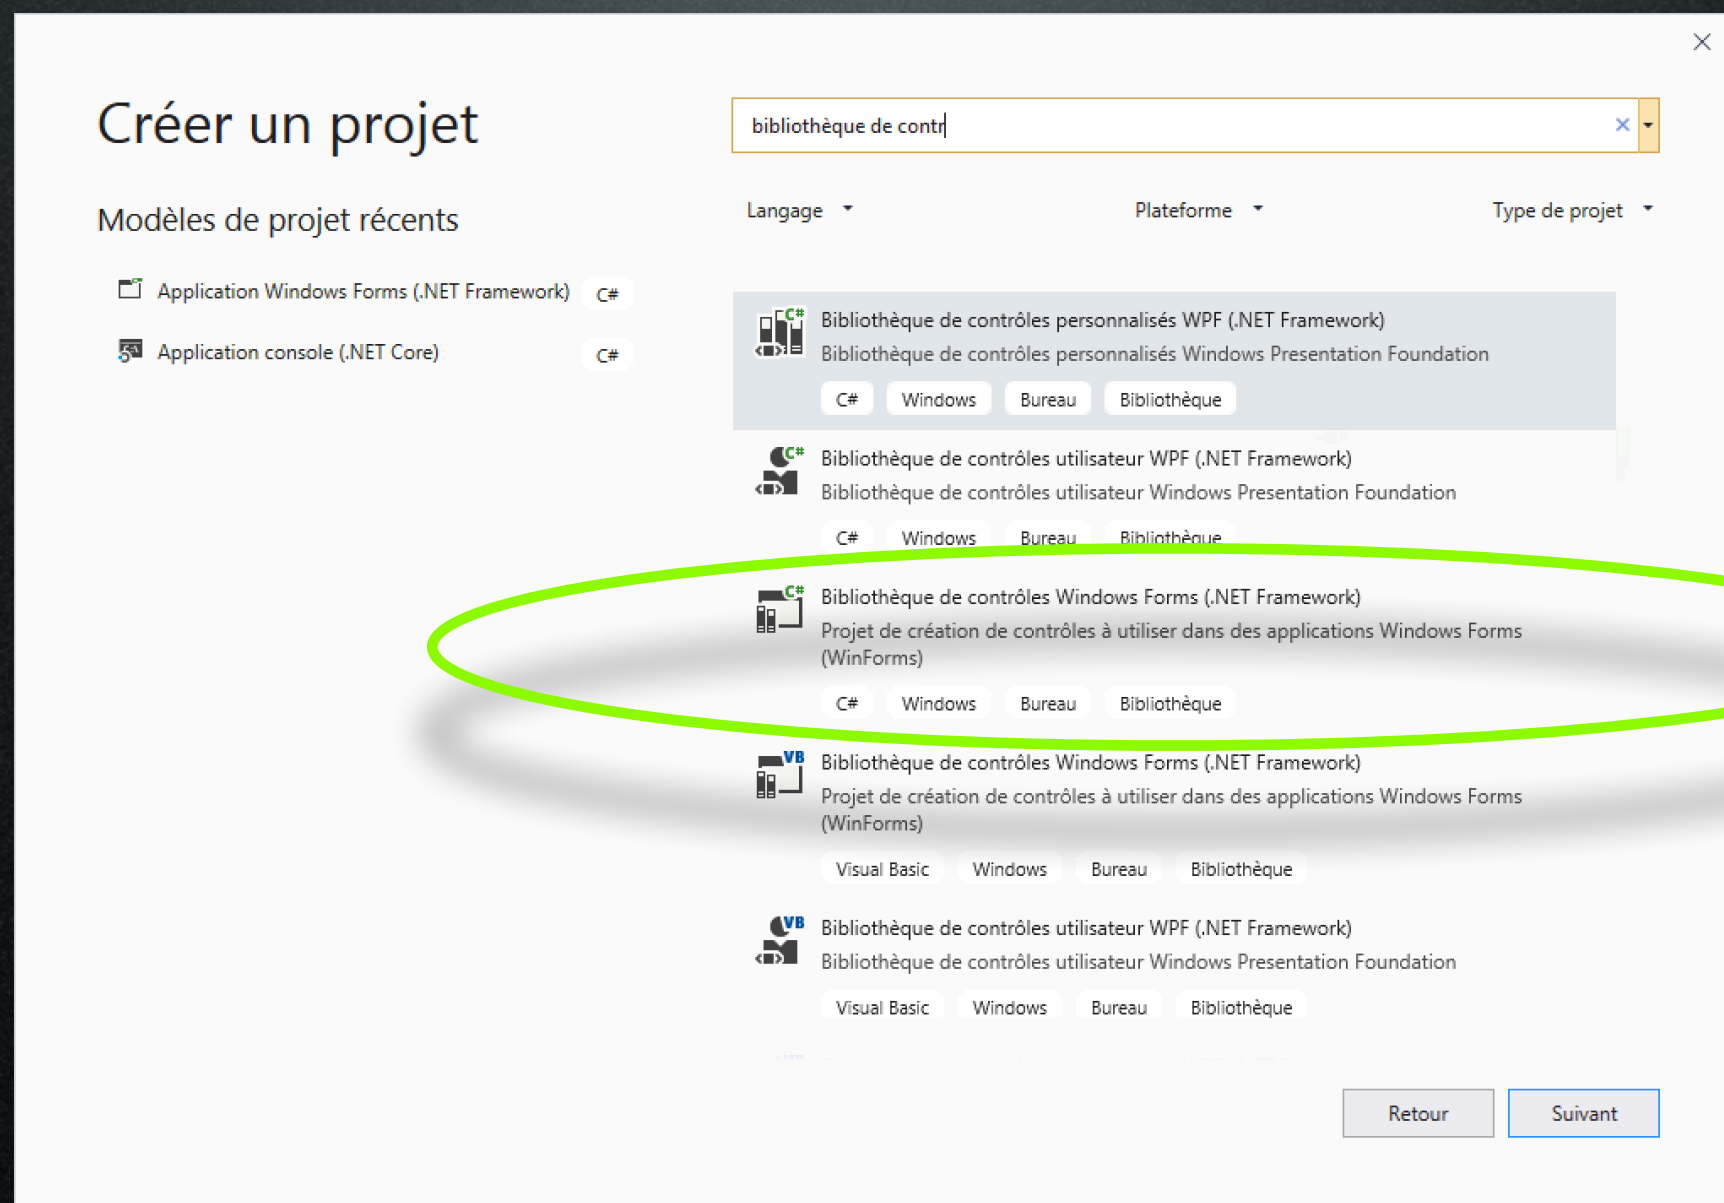 Créer un projet
bibliothèque de contr
Modèles de projet récents
Langage
Plateforme
Type de projet
Application Windows Forms (.NET Framework) C#
Application console (.NET Core) C#
C#
Bibliothèque de contrôles personnalisés WPF (.NET Framework)
Bibliothèque de contrôles personnalisés Windows Presentation Foundation
C# Windows Bureau Bibliothèque
C#
Bibliothèque de contrôles utilisateur WPF (.NET Framework)
Bibliothèque de contrôles utilisateur Windows Presentation Foundation
C# Windows Bureau Bibliothèque
C#
Bibliothèque de contrôles Windows Forms (.NET Framework)
Projet de création de contrôles à utiliser dans des applications Windows Forms
(WinForms)
C# Windows Bureau Bibliothèque
VB
Bibliothèque de contrôles Windows Forms (.NET Framework)
Projet de création de contrôles à utiliser dans des applications Windows Forms
(WinForms)
Visual Basic Windows Bureau Bibliothèque
VB
Bibliothèque de contrôles utilisateur WPF (.NET Framework)
Bibliothèque de contrôles utilisateur Windows Presentation Foundation
Visual Basic Windows Bureau Bibliothèque
Retour
Suivant